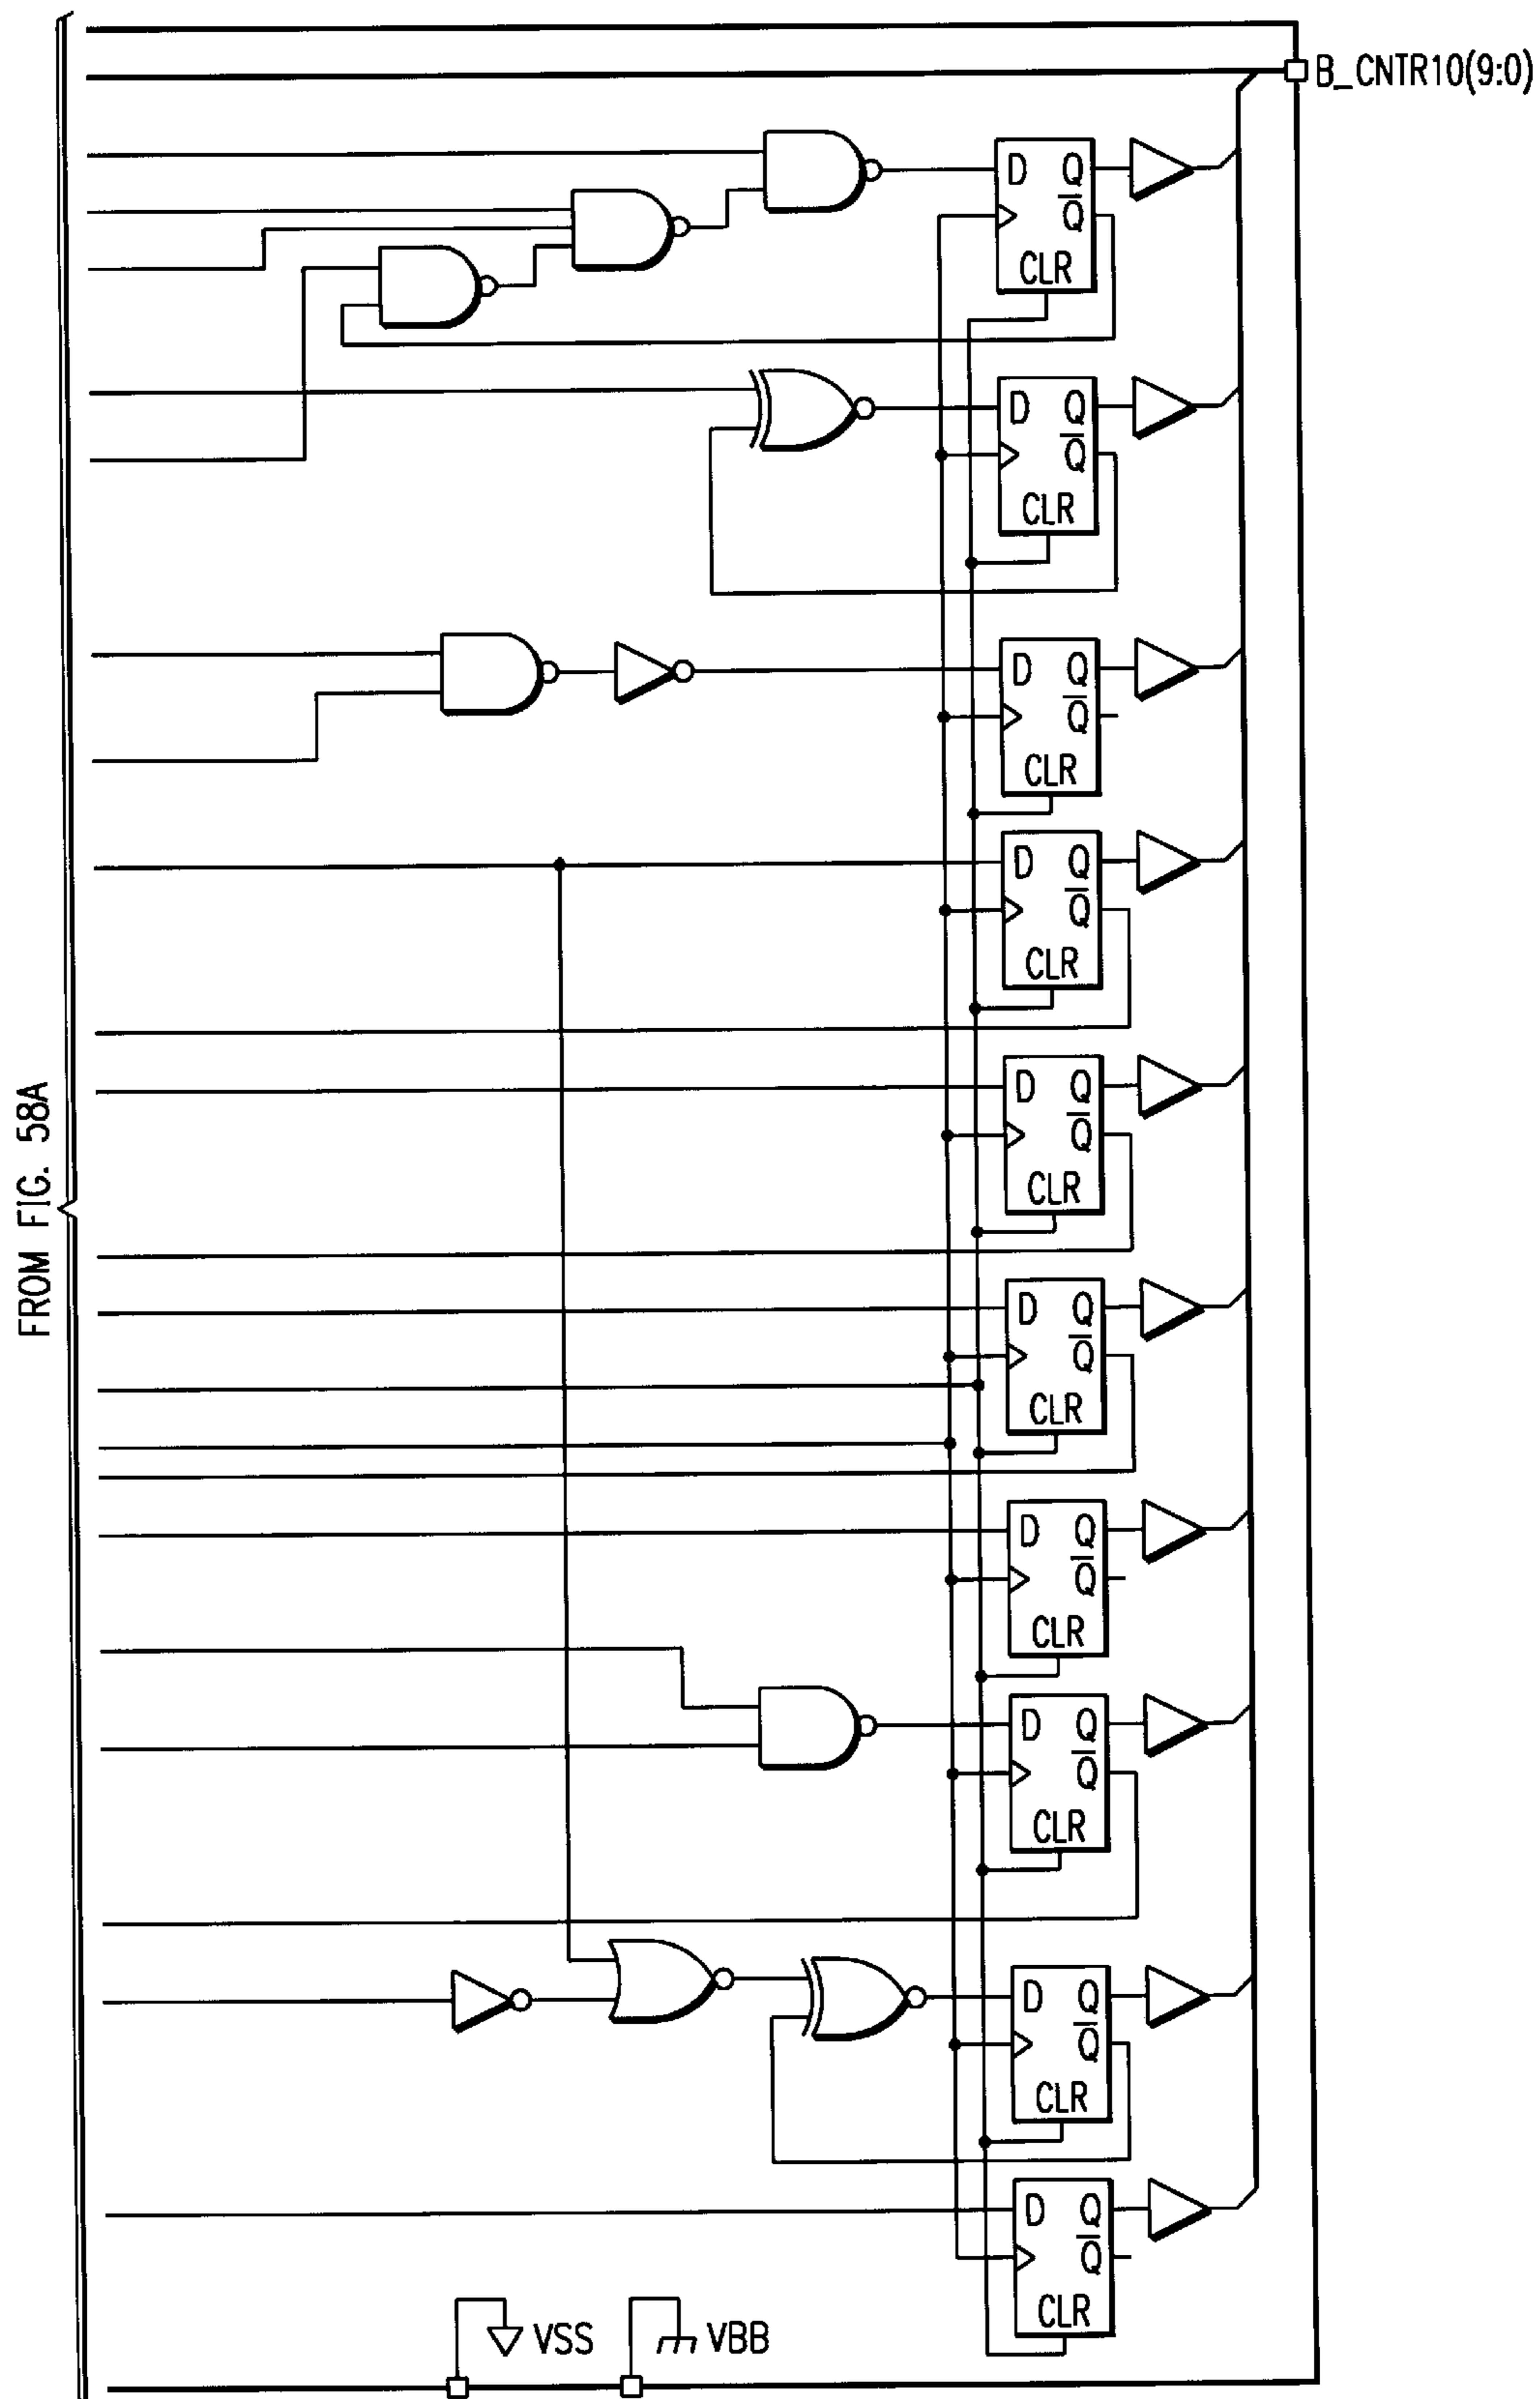 B_CNTR10(9:0)
D Q
Q̅
CLR
D Q
Q̅
CLR
D Q
Q̅
CLR
D Q
Q̅
CLR
FROM FIG. 58A
D Q
Q̅
CLR
D Q
Q̅
CLR
D Q
Q̅
CLR
D Q
Q̅
CLR
D Q
Q̅
CLR
D Q
Q̅
CLR
VSS
VBB